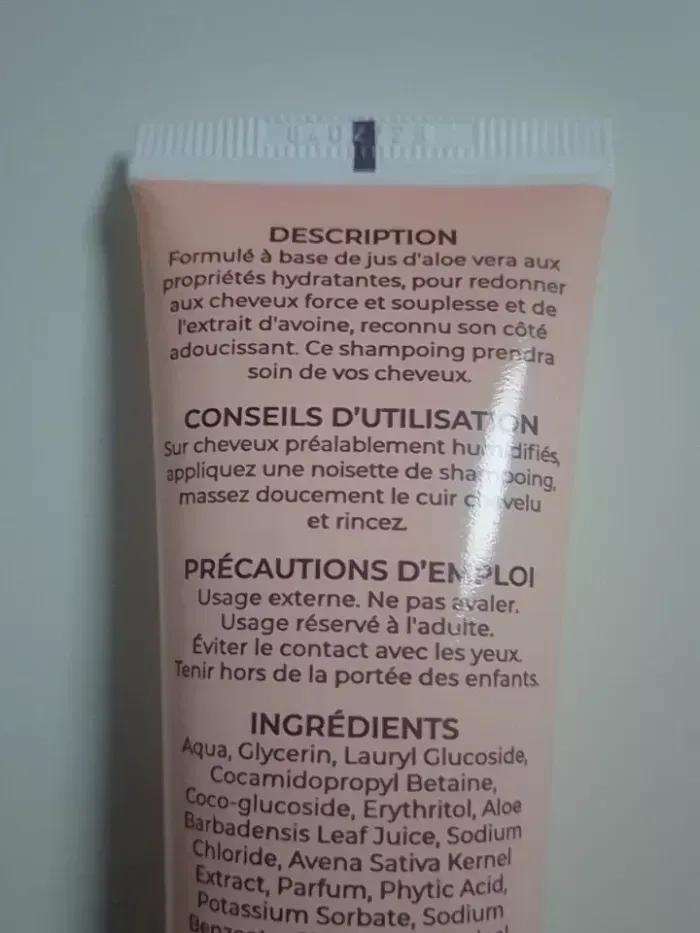 DESCRIPTION
Formulé à base de jus d'aloe vera aux
propriétés hydratantes, pour redonner
aux cheveux force et souplesse et de
l'extrait d'avoine, reconnu son côté
adoucissant. Ce shampoing prendra
soin de vos cheveux.
CONSEILS D'UTILISATION
Sur cheveux préalablement humidifiés,
appliquez une noisette de shampoing,
massez doucement le cuir chevelu
et rincez.
PRÉCAUTIONS D'EMPLOI
Usage externe. Ne pas avaler.
Usage réservé à l'adulte.
Éviter le contact avec les yeux.
Tenir hors de la portée des enfants.
INGRÉDIENTS
Aqua, Glycerin, Lauryl Glucoside,
Cocamidopropyl Betaine,
Coco-glucoside, Erythritol, Aloe
Barbadensis Leaf Juice, Sodium
Chloride, Avena Sativa Kernel
Extract, Parfum, Phytic Acid,
Potassium Sorbate, Sodium